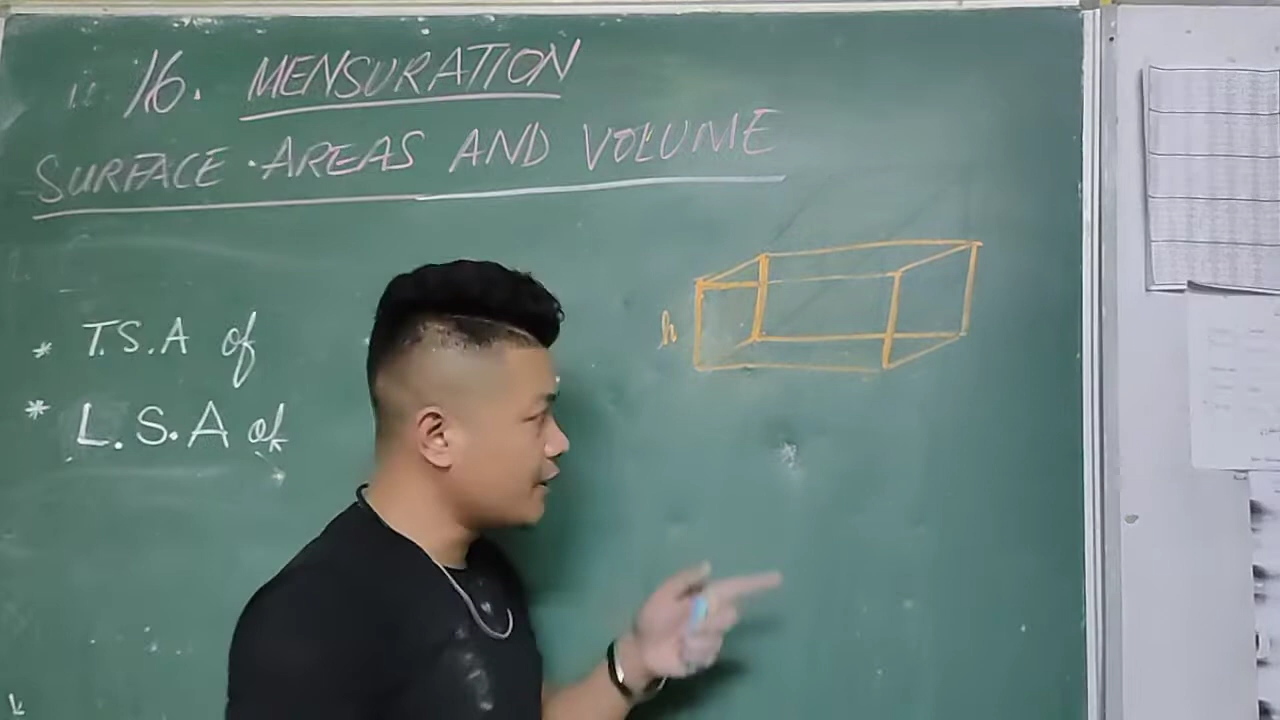 16. MENSURATION
SURFACE AREAS AND VOLUME
* T.S.A of
* L.S.A of
h